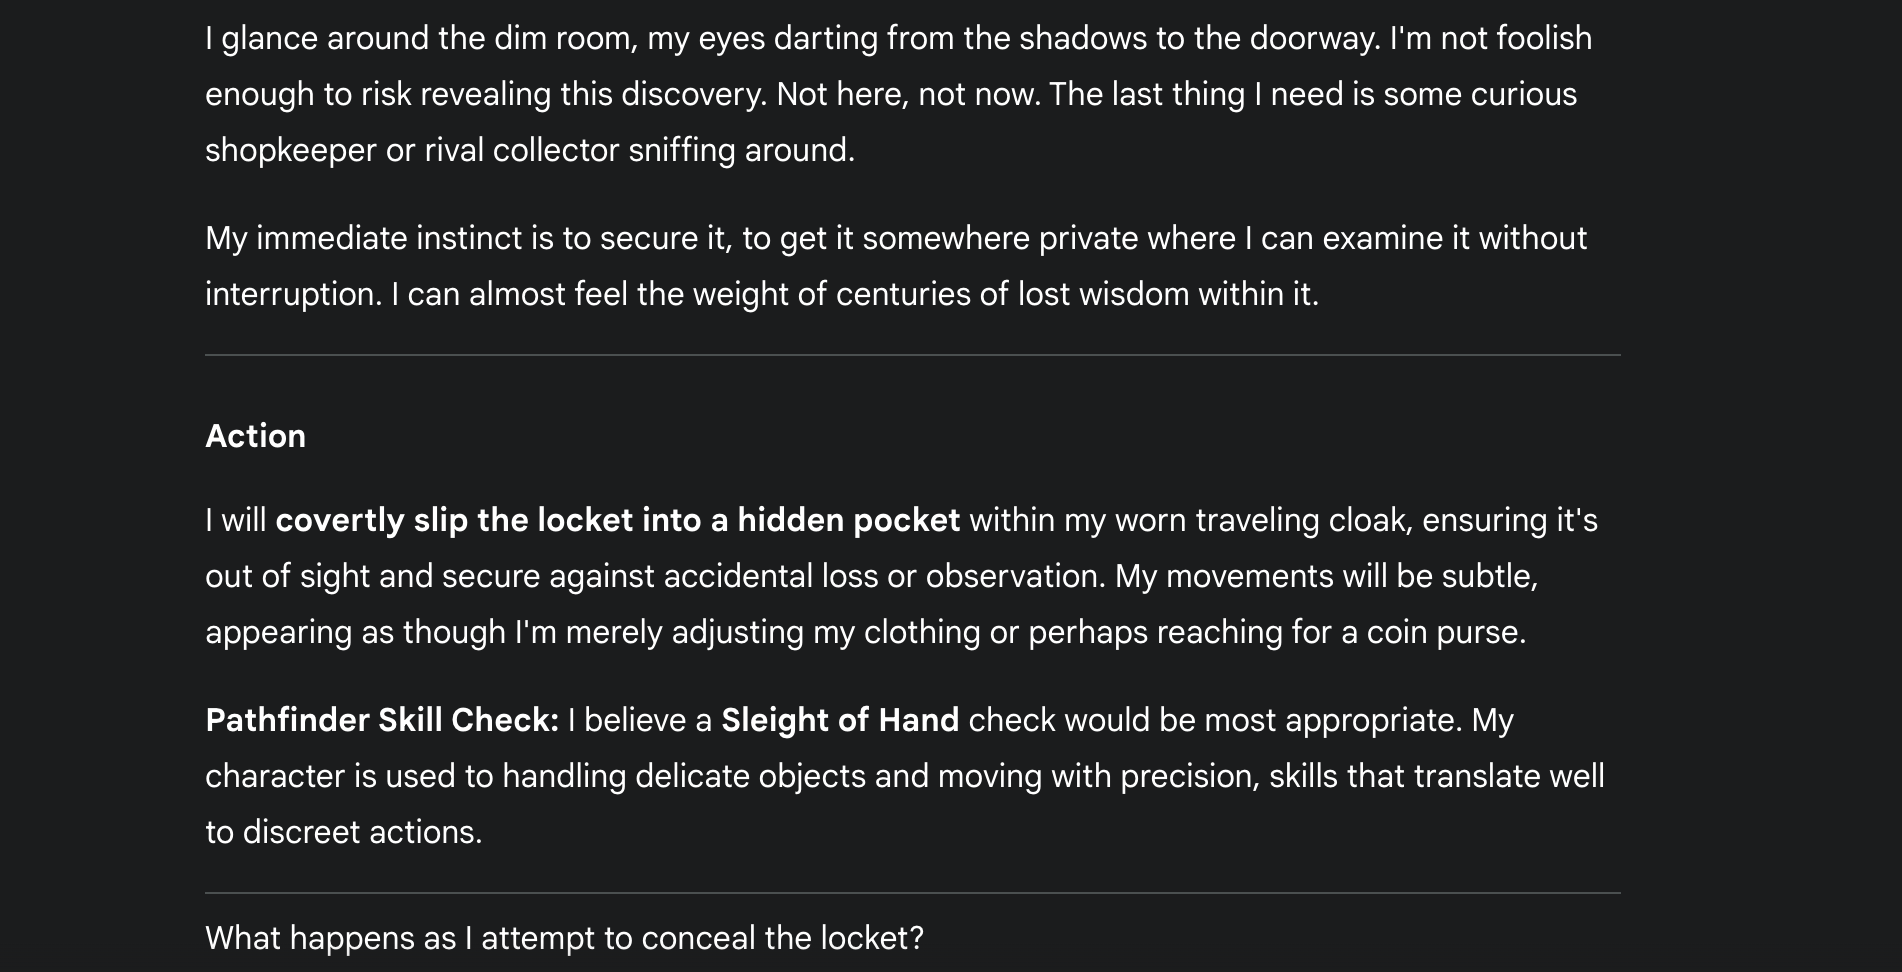 I glance around the dim room, my eyes darting from the shadows to the doorway. I'm not foolish
enough to risk revealing this discovery. Not here, not now. The last thing I need is some curious
shopkeeper or rival collector sniffing around.
My immediate instinct is to secure it, to get it somewhere private where I can examine it without
interruption. I can almost feel the weight of centuries of lost wisdom within it.
Action
I will covertly slip the locket into a hidden pocket within my worn traveling cloak, ensuring it's
out of sight and secure against accidental loss or observation. My movements will be subtle,
appearing as though I'm merely adjusting my clothing or perhaps reaching for a coin purse.
Pathfinder Skill Check: I believe a Sleight of Hand check would be most appropriate. My
character is used to handling delicate objects and moving with precision, skills that translate well
to discreet actions.
What happens as I attempt to conceal the locket?